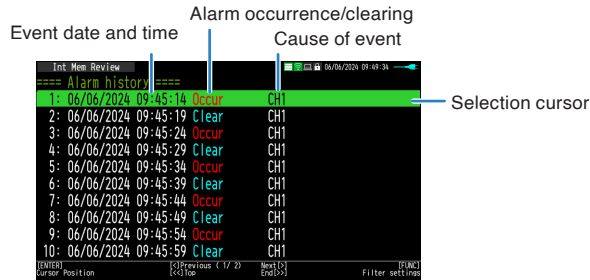 Alarm occurrence/clearing
Event date and time
Cause of event
Int Mem Review
06/06/2024 09:49:34
==== Alarm history ====
1: 06/06/2024 09:45:14 Occur CH1
Selection cursor
2: 06/06/2024 09:45:19 Clear CH1
3: 06/06/2024 09:45:24 Occur CH1
4: 06/06/2024 09:45:29 Clear CH1
5: 06/06/2024 09:45:34 Occur CH1
6: 06/06/2024 09:45:39 Clear CH1
7: 06/06/2024 09:45:44 Occur CH1
8: 06/06/2024 09:45:49 Clear CH1
9: 06/06/2024 09:45:54 Occur CH1
10: 06/06/2024 09:45:59 Clear CH1
[ENTER] [<]Previous ( 1/ 2) Next[>] [FUNC]
Cursor Position [<<]Top End[>>] Filter settings